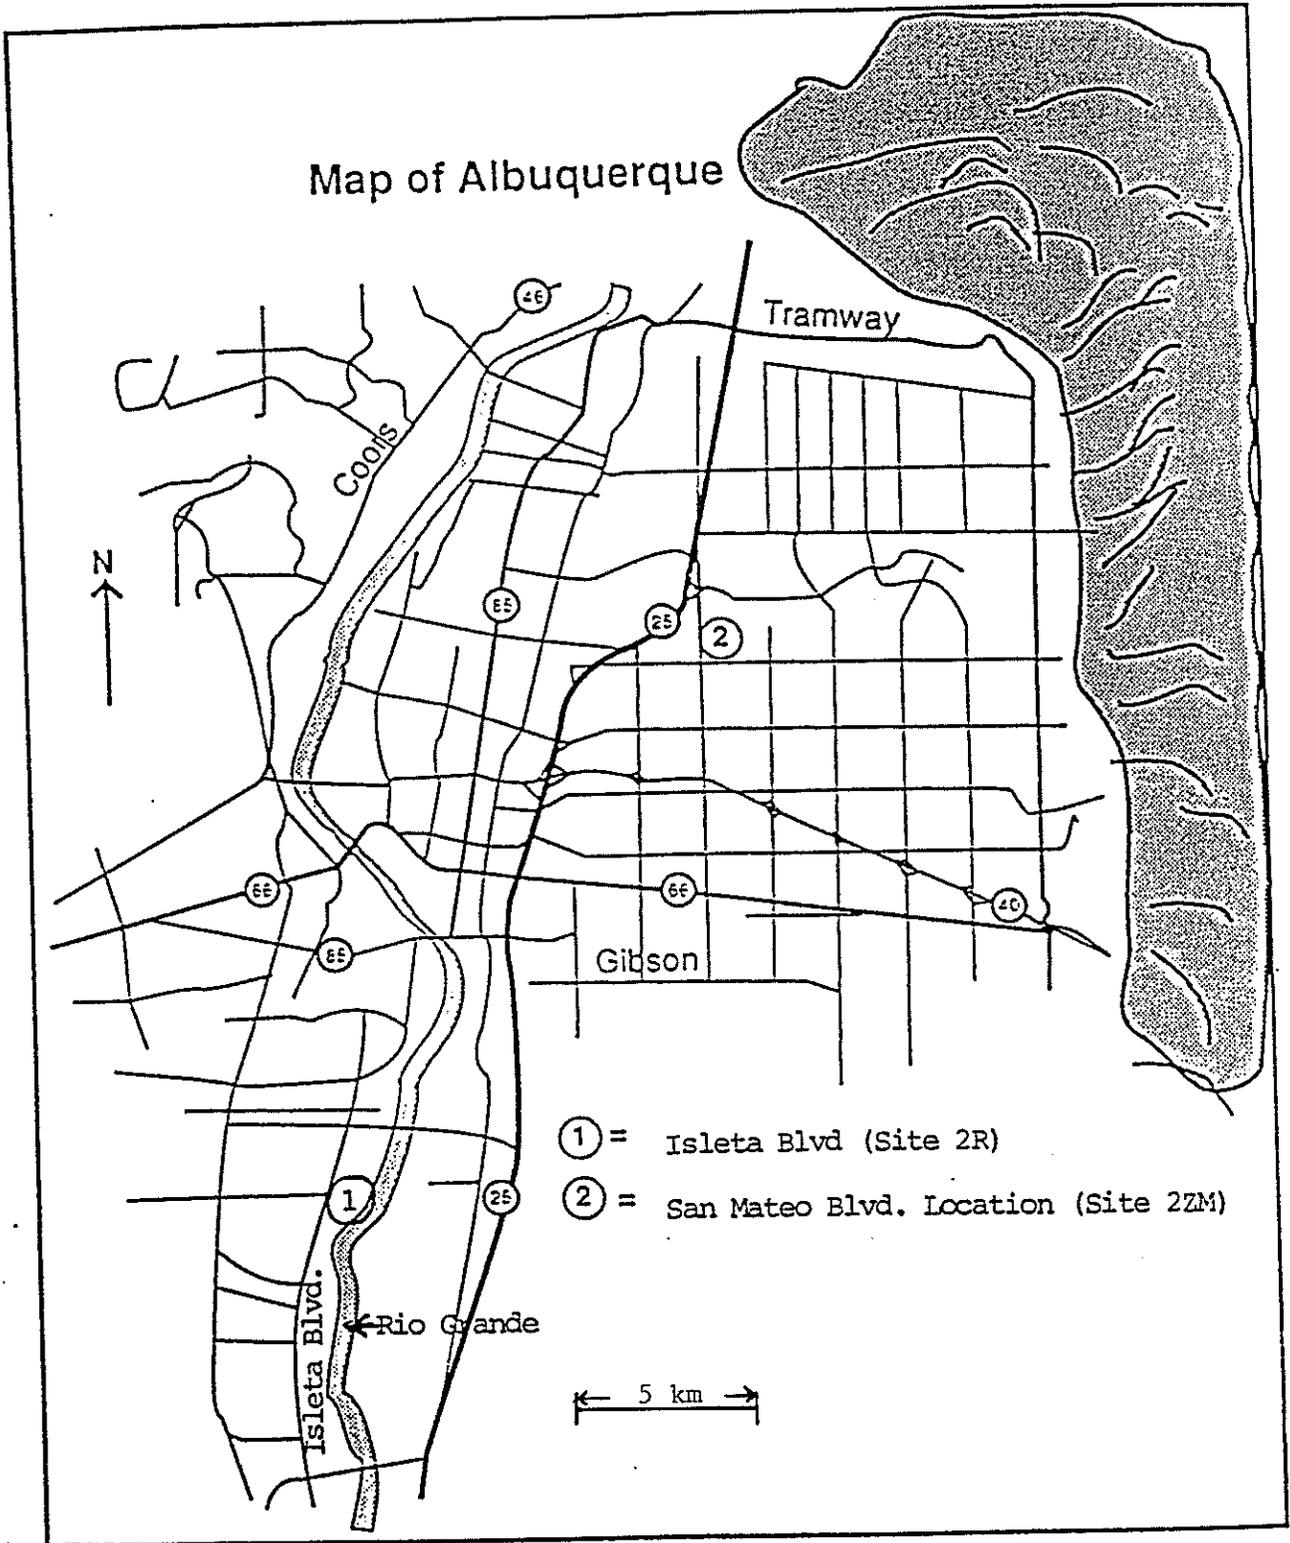 Map of Albuquerque
46
Tramway
Coors
N
85
25
2
66
66
40
85
Gibson
1 = Isleta Blvd (Site 2R)
1
25
2 = San Mateo Blvd. Location (Site 2ZM)
Isleta Blvd.
Rio Grande
5 km